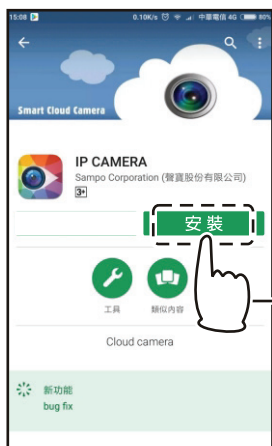 15:08 0.10K/s 中華電信 4G 80%
Smart Cloud Camera
IP CAMERA
Sampo Corporation (聲寶股份有限公司)
3+
安裝
工具 類似內容
Cloud camera
新功能
bug fix